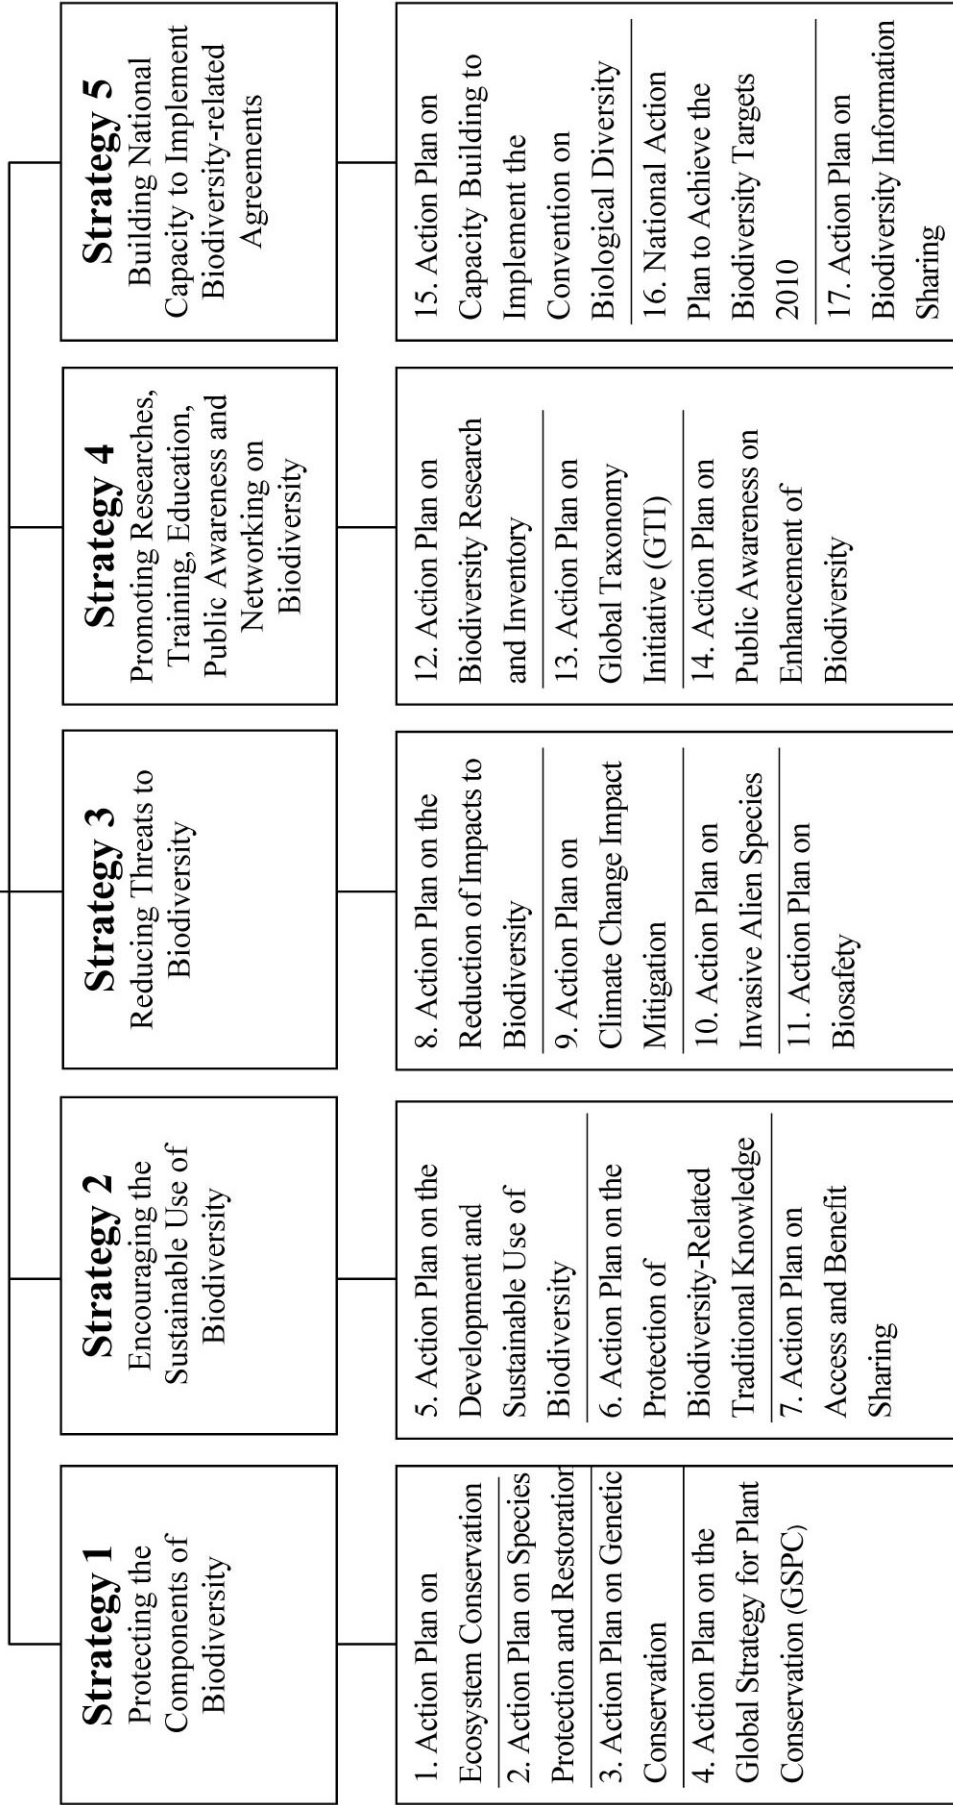 Strategy 1
Protecting the
Components of
Biodiversity
1. Action Plan on
Ecosystem Conservation
2. Action Plan on Species
Protection and Restoration
3. Action Plan on Genetic
Conservation
4. Action Plan on the
Global Strategy for Plant
Conservation (GSPC)
Strategy 2
Encouraging the
Sustainable Use of
Biodiversity
5. Action Plan on the
Development and
Sustainable Use of
Biodiversity
6. Action Plan on the
Protection of
Biodiversity-Related
Traditional Knowledge
7. Action Plan on
Access and Benefit
Sharing
Strategy 3
Reducing Threats to
Biodiversity
8. Action Plan on the
Reduction of Impacts to
Biodiversity
9. Action Plan on
Climate Change Impact
Mitigation
10. Action Plan on
Invasive Alien Species
11. Action Plan on
Biosafety
Strategy 4
Promoting Researches,
Training, Education,
Public Awareness and
Networking on
Biodiversity
12. Action Plan on
Biodiversity Research
and Inventory
13. Action Plan on
Global Taxonomy
Initiative (GTI)
14. Action Plan on
Public Awareness on
Enhancement of
Biodiversity
Strategy 5
Building National
Capacity to Implement
Biodiversity-related
Agreements
15. Action Plan on
Capacity Building to
Implement the
Convention on
Biological Diversity
16. National Action
Plan to Achieve the
Biodiversity Targets
2010
17. Action Plan on
Biodiversity Information
Sharing